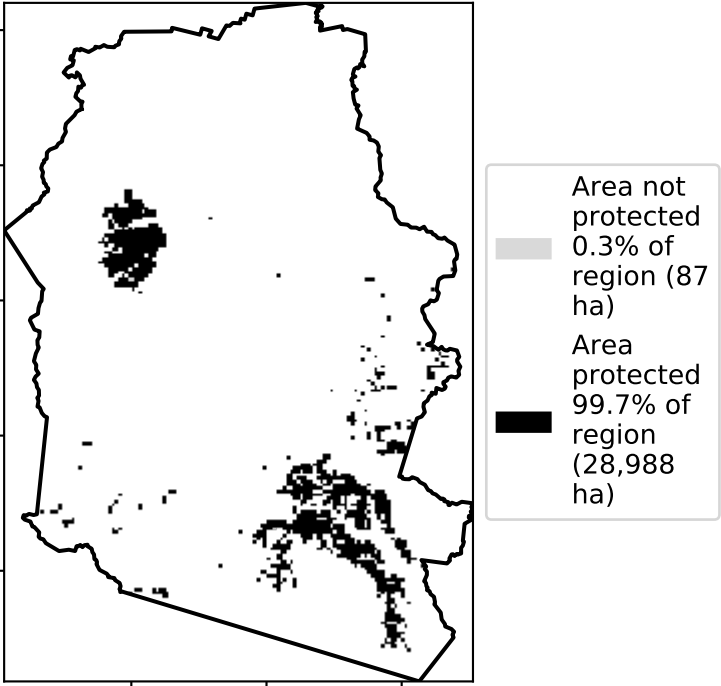 Area not
protected
0.3% of
region (87
ha)
Area
protected
99.7% of
region
(28,988
ha)